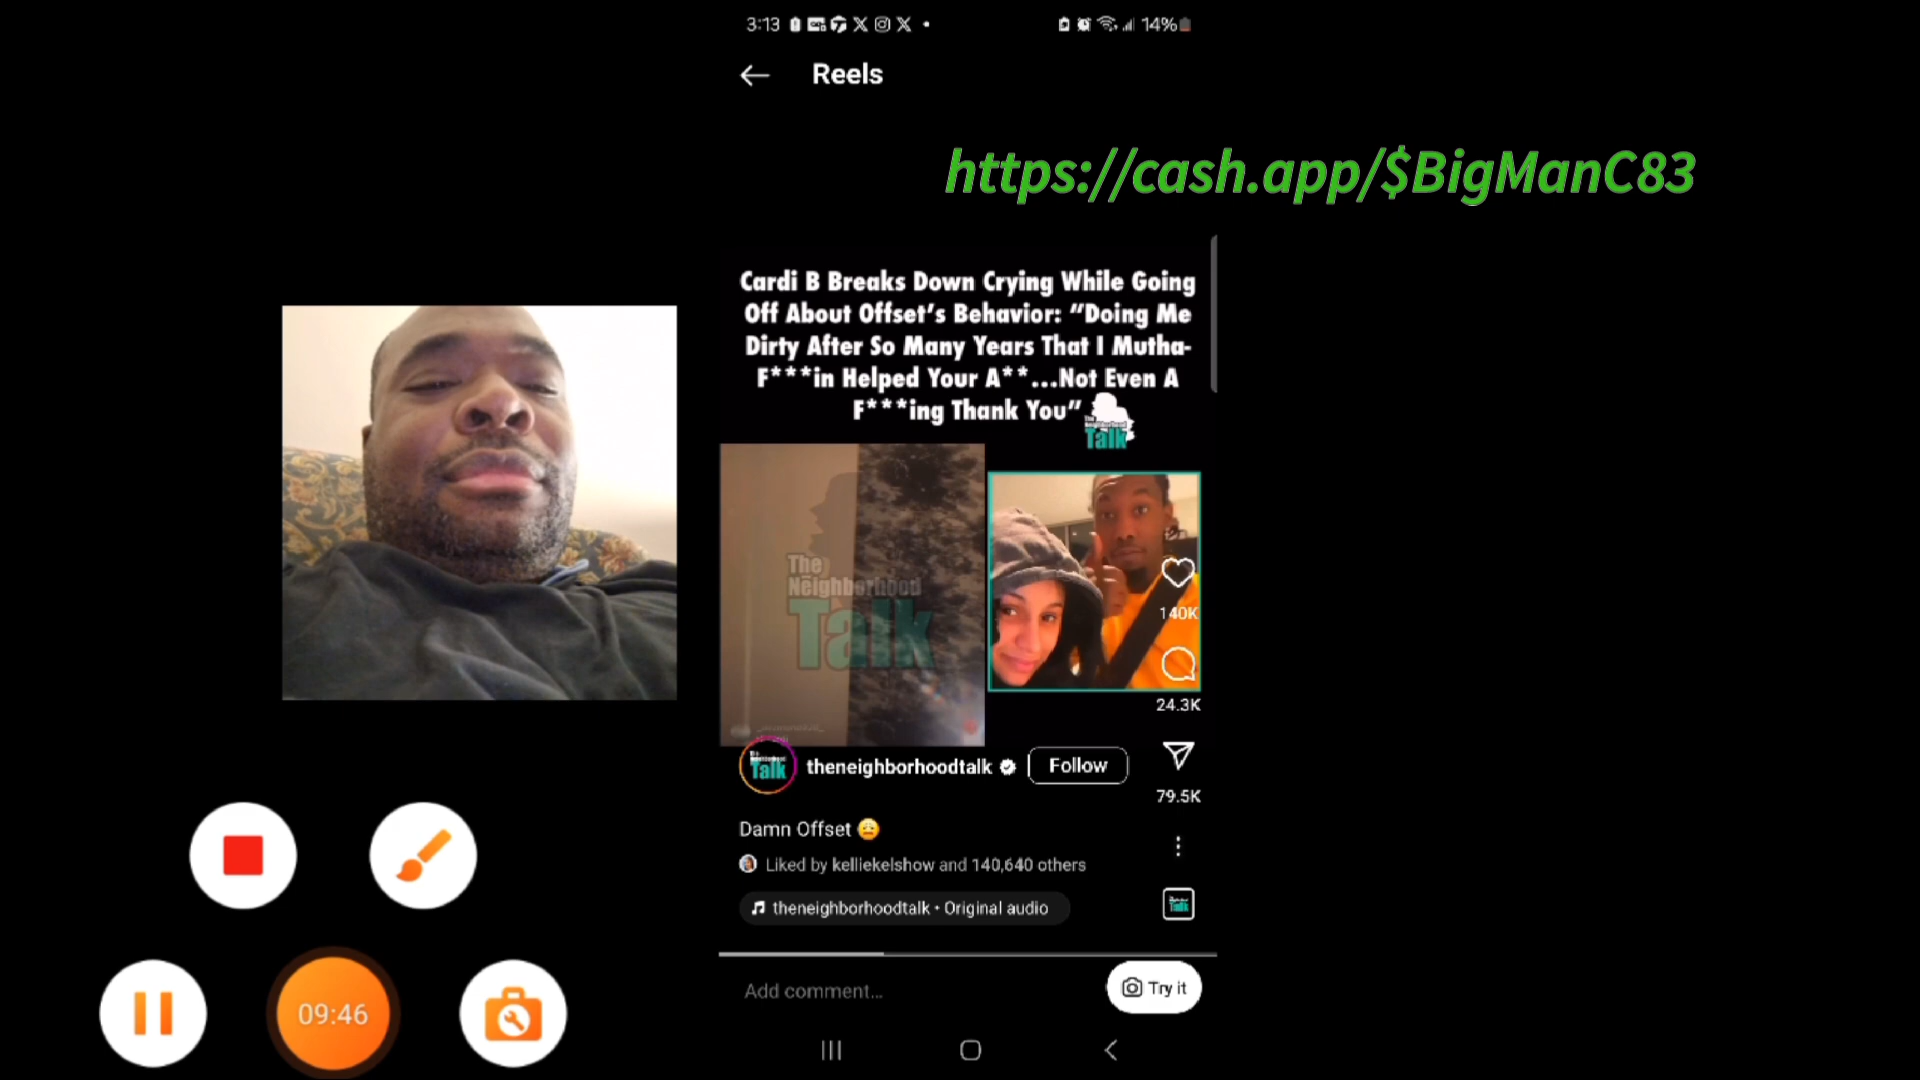 3:13
14%
Reels
https://cash.app/$BigManC83
Cardi B Breaks Down Crying While Going
Off About Offset's Behavior: "Doing Me
Dirty After So Many Years That I Mutha-
F***in Helped Your A**...Not Even A
F***ing Thank You"
The
Neighborhood
Talk
The
Neighborhood
Talk
140K
24.3K
Talk
theneighborhoodtalk
Follow
79.5K
Damn Offset
Liked by kelliekelshow and 140,640 others
theneighborhoodtalk • Original audio
Talk
Add comment...
Try it
09:46